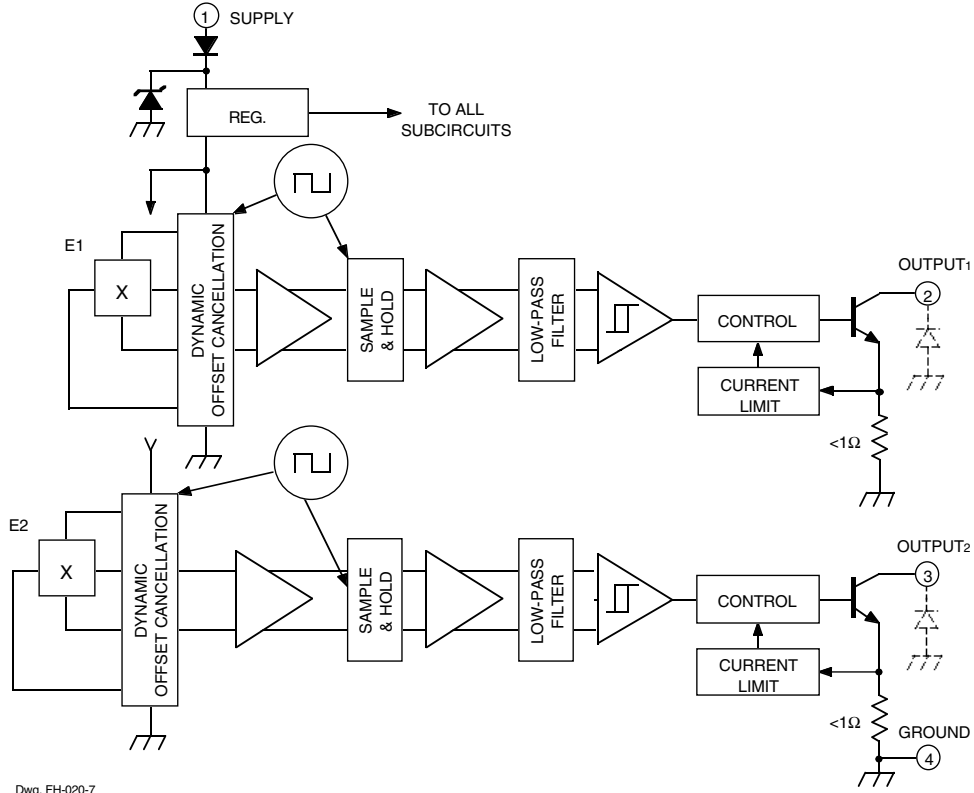 1 SUPPLY
REG.
TO ALL
SUBCIRCUITS
E1
X
DYNAMIC
OFFSET CANCELLATION
SAMPLE
& HOLD
LOW-PASS
FILTER
CONTROL
CURRENT
LIMIT
<1Ω
OUTPUT1
2
E2
X
DYNAMIC
OFFSET CANCELLATION
SAMPLE
& HOLD
LOW-PASS
FILTER
CONTROL
CURRENT
LIMIT
<1Ω
OUTPUT2
3
GROUND
4
Dwg. FH-020-7